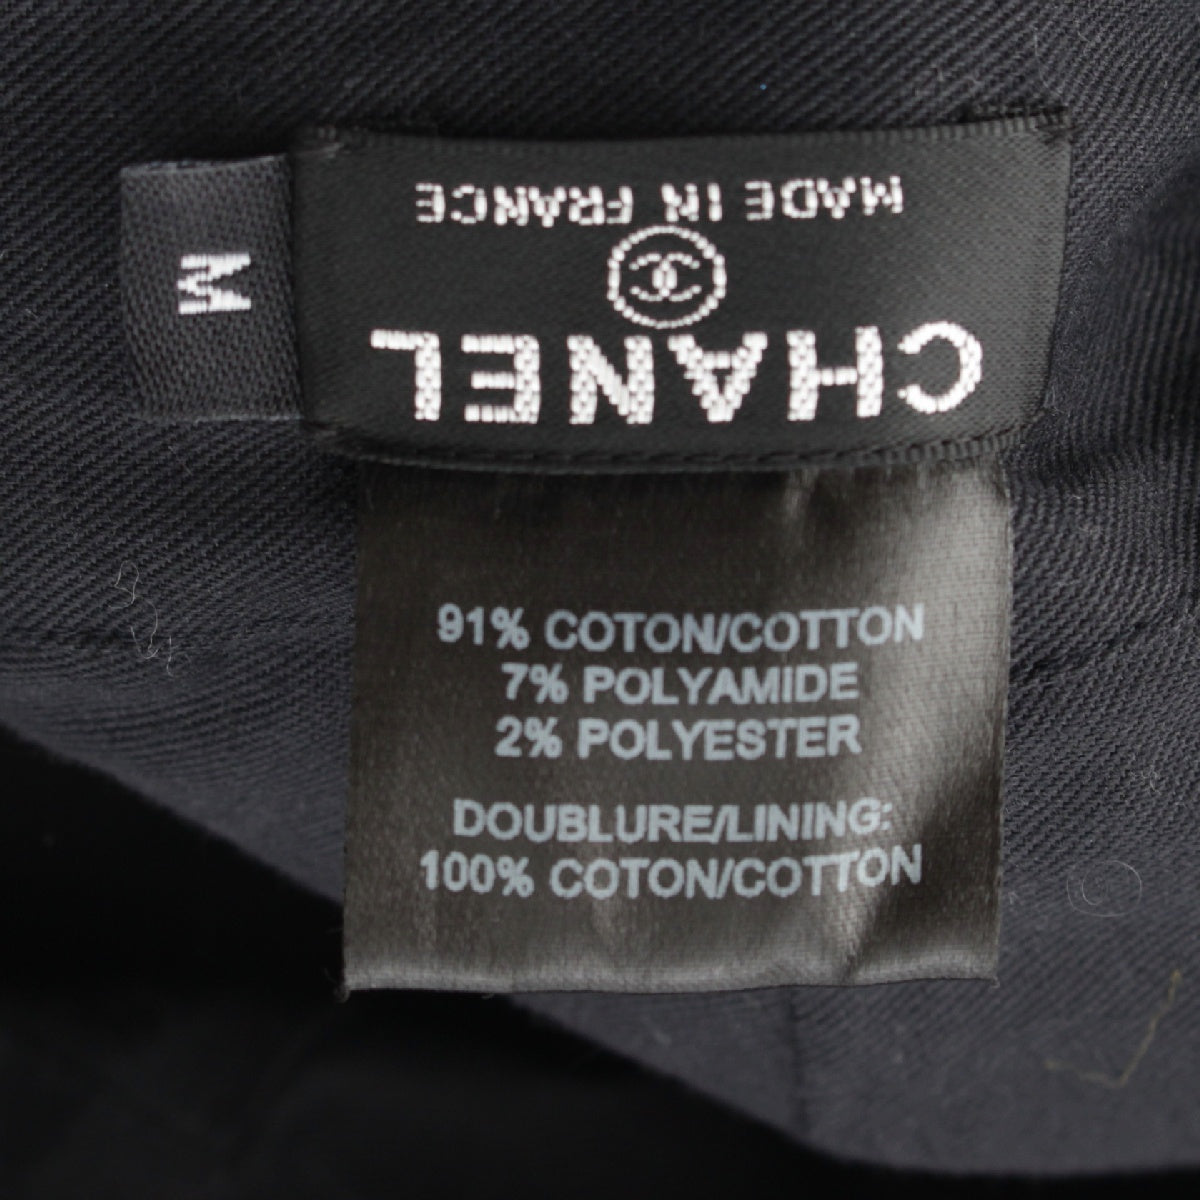 CHANEL
MADE IN FRANCE
M
91% COTON/COTTON
7% POLYAMIDE
2% POLYESTER
DOUBLURE/LINING:
100% COTON/COTTON